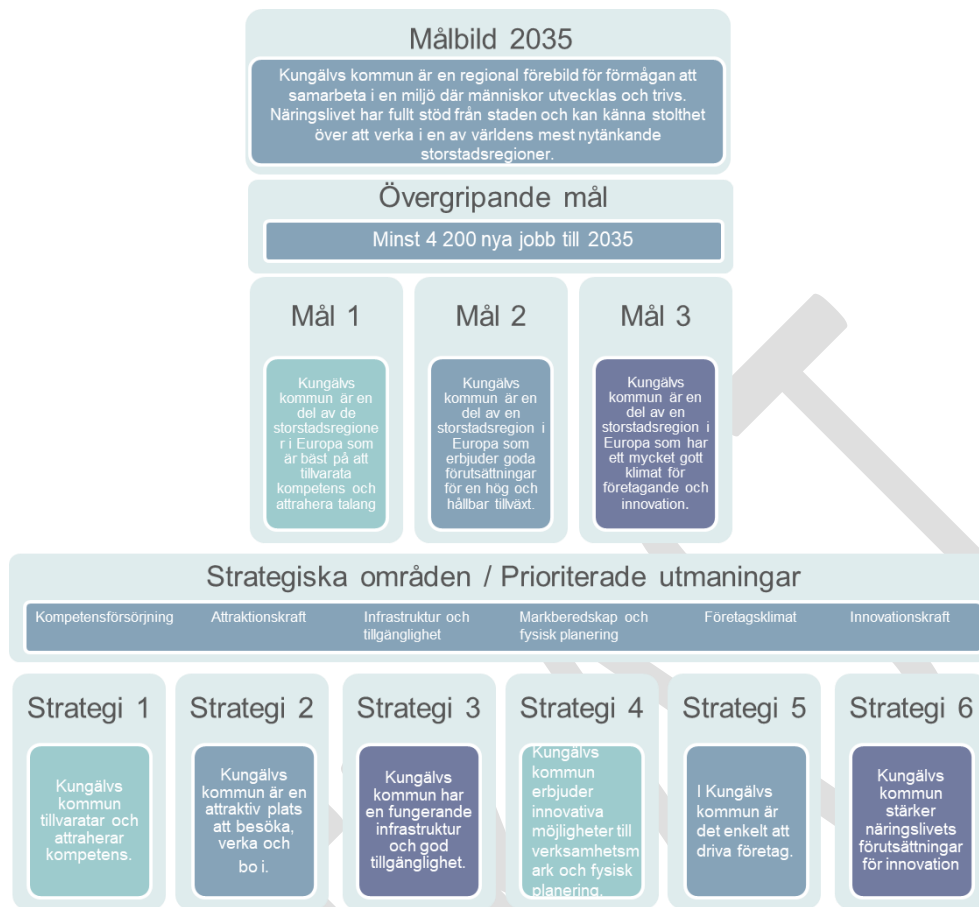 Målbild 2035
Kungälvs kommun är en regional förebild för förmågan att
samarbeta i en miljö där människor utvecklas och trivs.
Näringslivet har fullt stöd från staden och kan känna stolthet
över att verka i en av världens mest nytänkande
storstadsregioner.
Övergripande mål
Minst 4 200 nya jobb till 2035
Mål 1
Kungälvs
kommun är en
del av de
storstadsregione
r i Europa som
är bäst på att
tillvarata
kompetens och
attrahera talang
Mål 2
Kungälvs
kommun är en
del av en
storstadsregion i
Europa som
erbjuder goda
förutsättningar
för en hög och
hållbar tillväxt.
Mål 3
Kungälvs
kommun är en
del av en
storstadsregion i
Europa som har
ett mycket gott
klimat för
företagande och
innovation.
Strategiska områden / Prioriterade utmaningar
Kompetensförsörjning
Attraktionskraft
Infrastruktur och
tillgänglighet
Markberedskap och
fysisk planering
Företagsklimat
Innovationskraft
Strategi 1
Kungälvs
kommun
tillvaratar och
attraherar
kompetens.
Strategi 2
Kungälvs
kommun är en
attraktiv plats
att besöka,
verka och
bo i.
Strategi 3
Kungälvs
kommun har
en fungerande
infrastruktur
och god
tillgänglighet.
Strategi 4
Kungälvs
kommun
erbjuder
innovativa
möjligheter till
verksamhetsm
ark och fysisk
planering.
Strategi 5
I Kungälvs
kommun är
det enkelt att
driva företag.
Strategi 6
Kungälvs
kommun
stärker
näringslivets
förutsättningar
för innovation